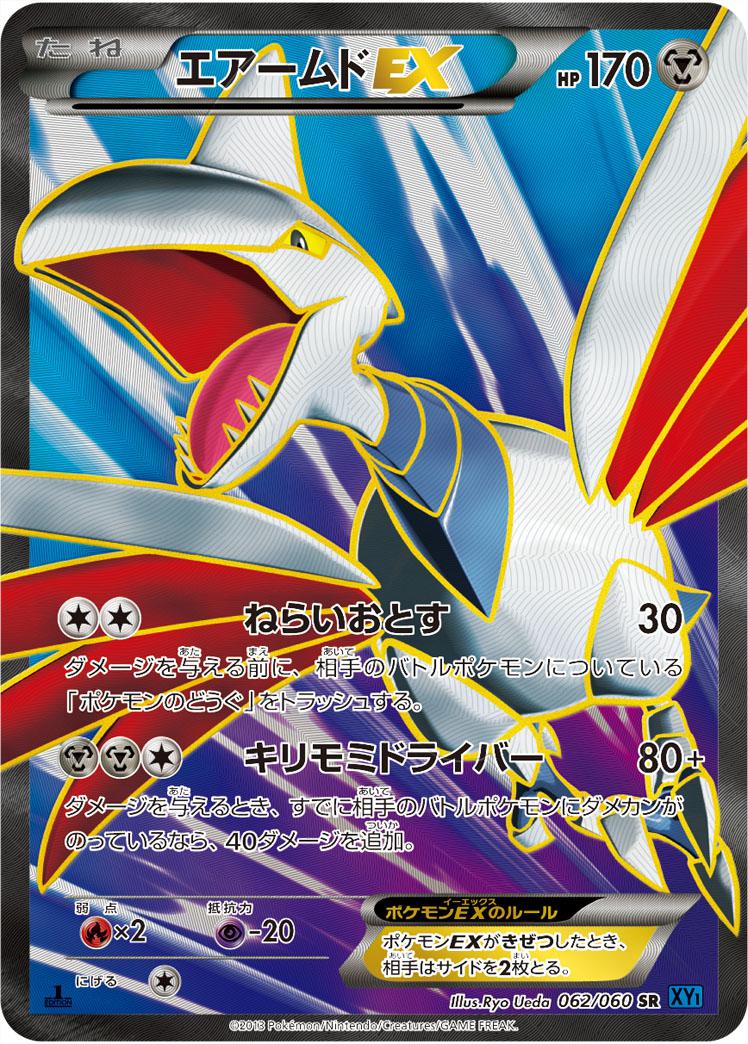 たね エアームドEX HP170
ねらいおとす 30
ダメージを与える前に、相手のバトルポケモンについている
「ポケモンのどうぐ」をトラッシュする。
キリモミドライバー 80+
ダメージを与えるとき、すでに相手のバトルポケモンにダメカンが
のっているなら、40ダメージを追加。
弱点 抵抗力
×2 -20
にげる
ポケモンEXのルール
ポケモンEXがきぜつしたとき、
相手はサイドを2枚とる。
1 EDITION
Illus.Ryo Ueda 062/060 SR XY1
©2013 Pokémon/Nintendo/Creatures/GAME FREAK.